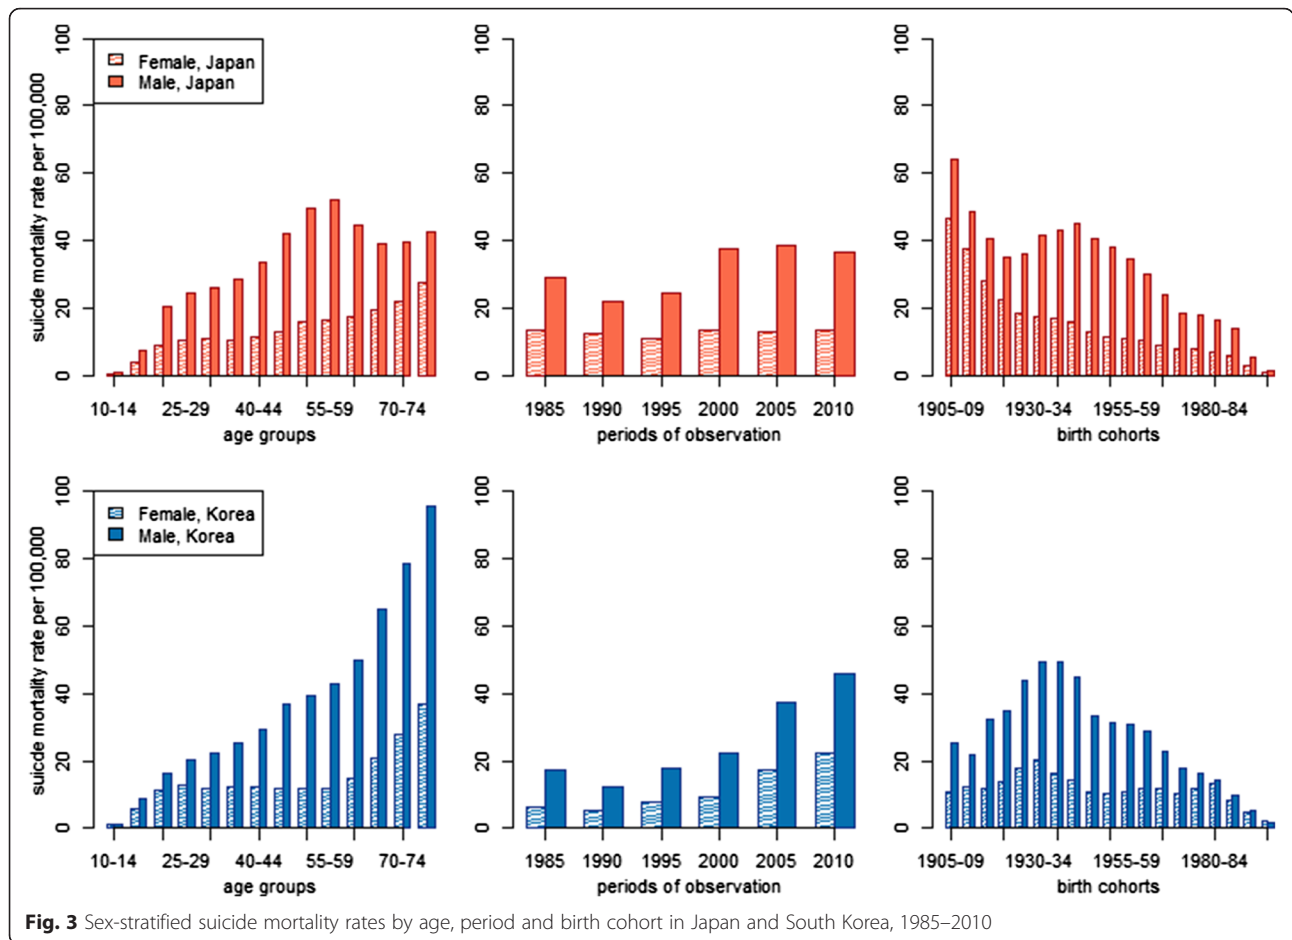 suicde mortality rate per 100,000
0 20 40 60 80 100
Female, Japan
Male, Japan
10-14 25-29 40-44 55-59 70-74
age groups
0 20 40 60 80 100
1985 1990 1995 2000 2005 2010
periods of observation
0 20 40 60 80 100
1905-09 1930-34 1955-59 1980-84
birth cohorts
suicde mortality rate per 100,000
0 20 40 60 80 100
Female, Korea
Male, Korea
10-14 25-29 40-44 55-59 70-74
age groups
0 20 40 60 80 100
1985 1990 1995 2000 2005 2010
periods of observation
0 20 40 60 80 100
1905-09 1930-34 1955-59 1980-84
birth cohorts
Fig. 3 Sex-stratified suicide mortality rates by age, period and birth cohort in Japan and South Korea, 1985–2010